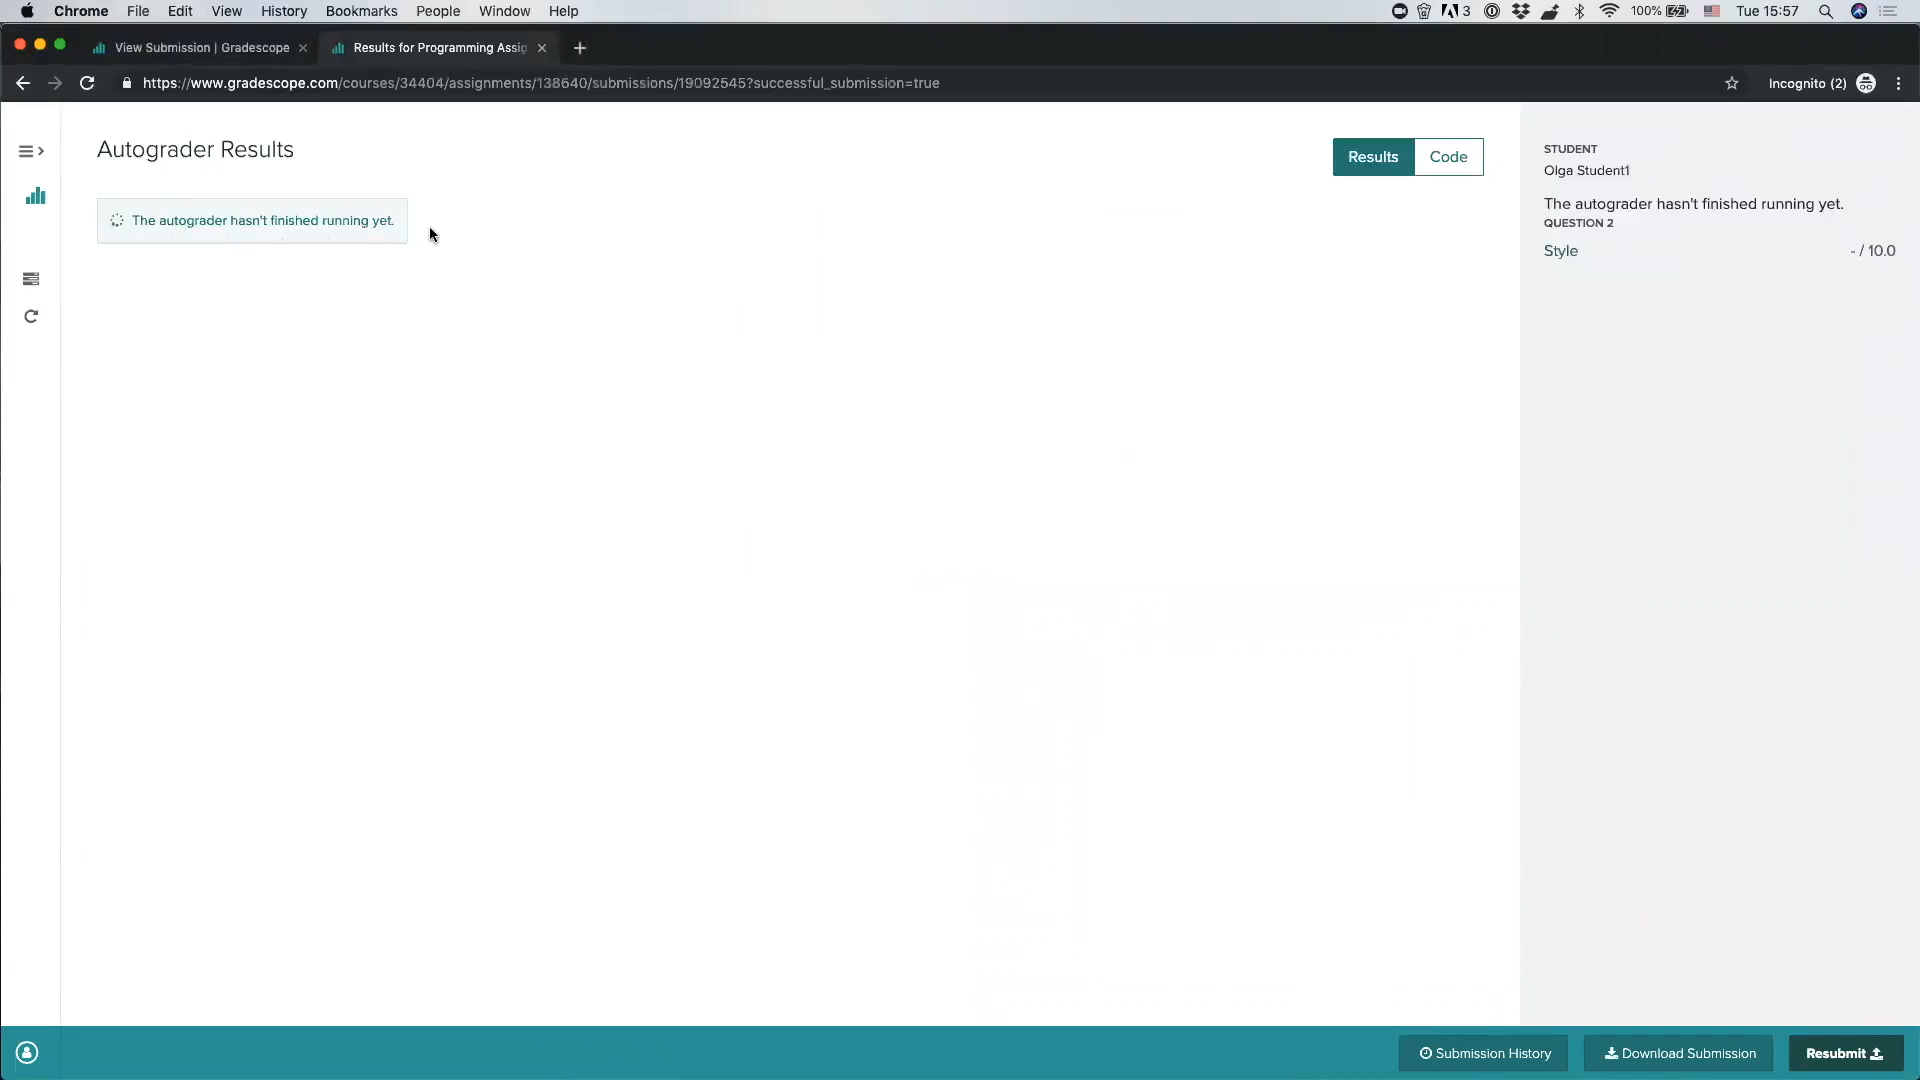 Chrome File Edit View History Bookmarks People Window Help
3 100% Tue 15:57
View Submission | Gradescope
Results for Programming Assig
https://www.gradescope.com/courses/34404/assignments/138640/submissions/19092545?successful_submission=true
Incognito (2)
Autograder Results
Results Code
The autograder hasn't finished running yet.
STUDENT
Olga Student1
The autograder hasn't finished running yet.
QUESTION 2
Style - / 10.0
Submission History
Download Submission
Resubmit